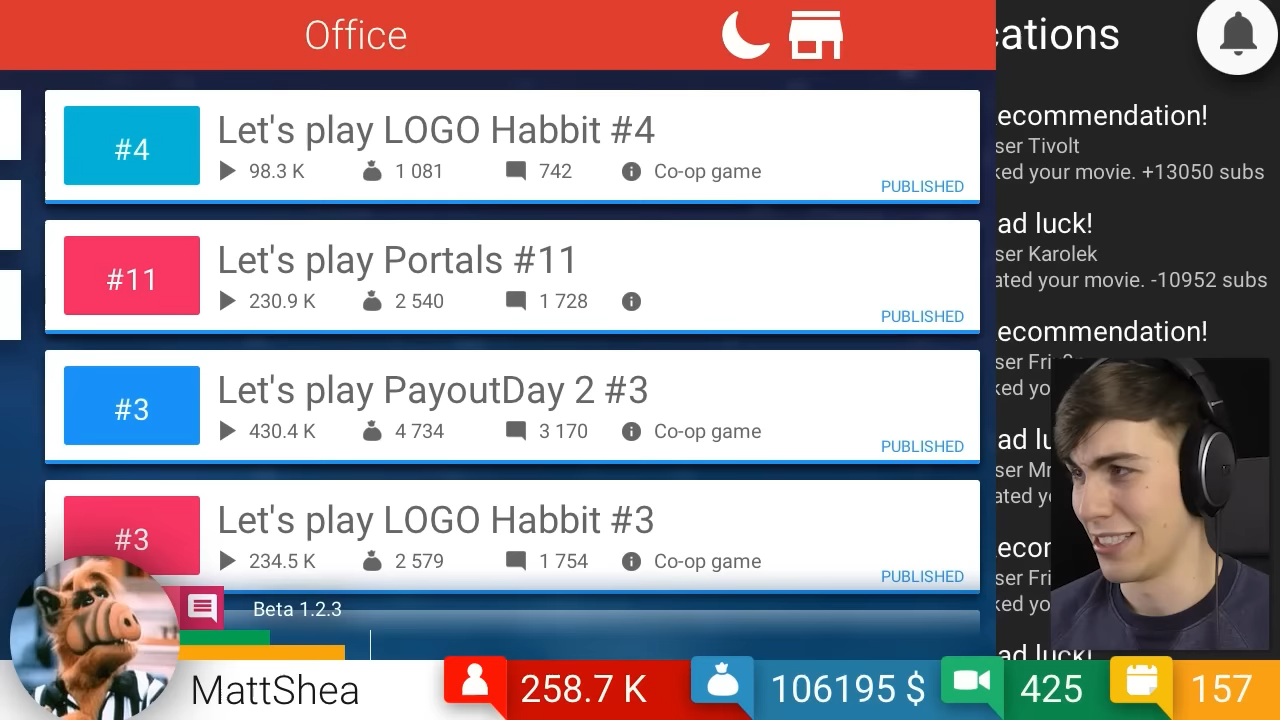 Office
cations
#4
Let's play LOGO Habbit #4
98.3 K 1 081 742 Co-op game
PUBLISHED
#11
Let's play Portals #11
230.9 K 2 540 1 728
PUBLISHED
#3
Let's play PayoutDay 2 #3
430.4 K 4 734 3 170 Co-op game
PUBLISHED
#3
Let's play LOGO Habbit #3
234.5 K 2 579 1 754 Co-op game
PUBLISHED
ecommendation!
ser Tivolt
ked your movie. +13050 subs
ad luck!
ser Karolek
ated your movie. -10952 subs
ecommendation!
ser
ked yo
ad lu
ser
ated y
ecor
ser Fri
ked yo
ad luck!
Beta 1.2.3
MattShea
258.7 K
106195 $
425
157